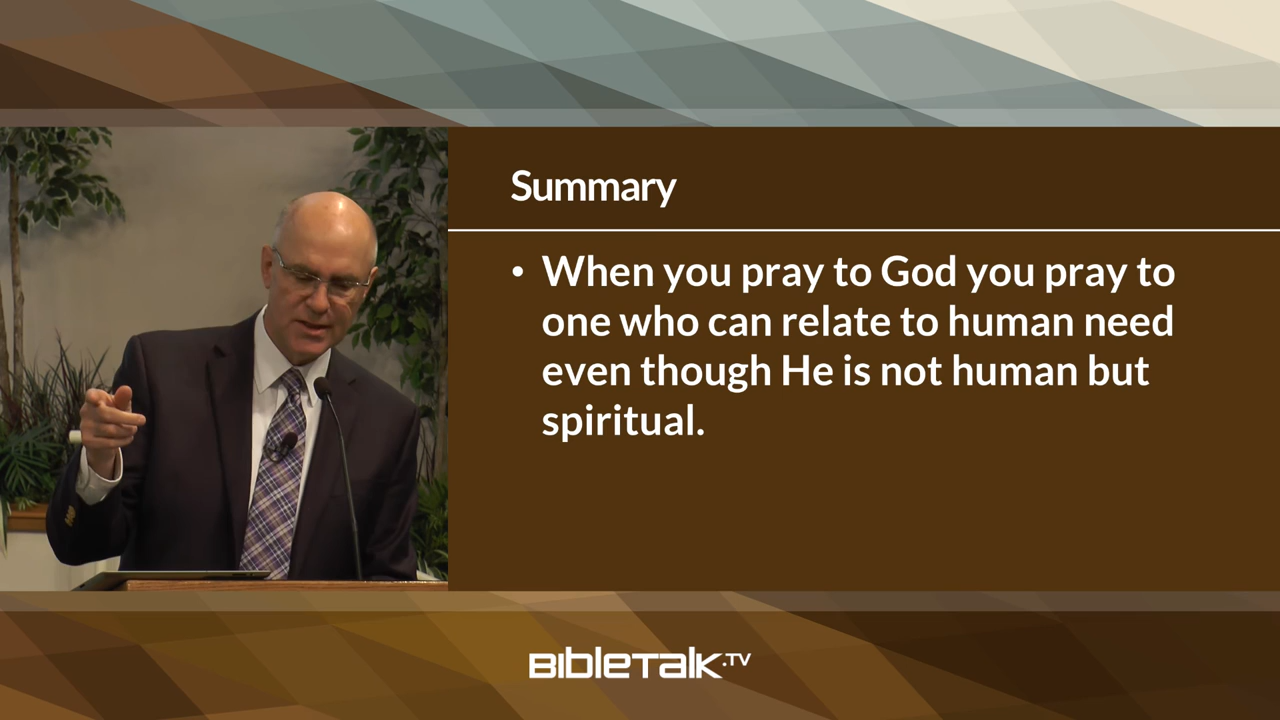 Summary
• When you pray to God you pray to
one who can relate to human need
even though He is not human but
spiritual.
BIBLETALK.TV